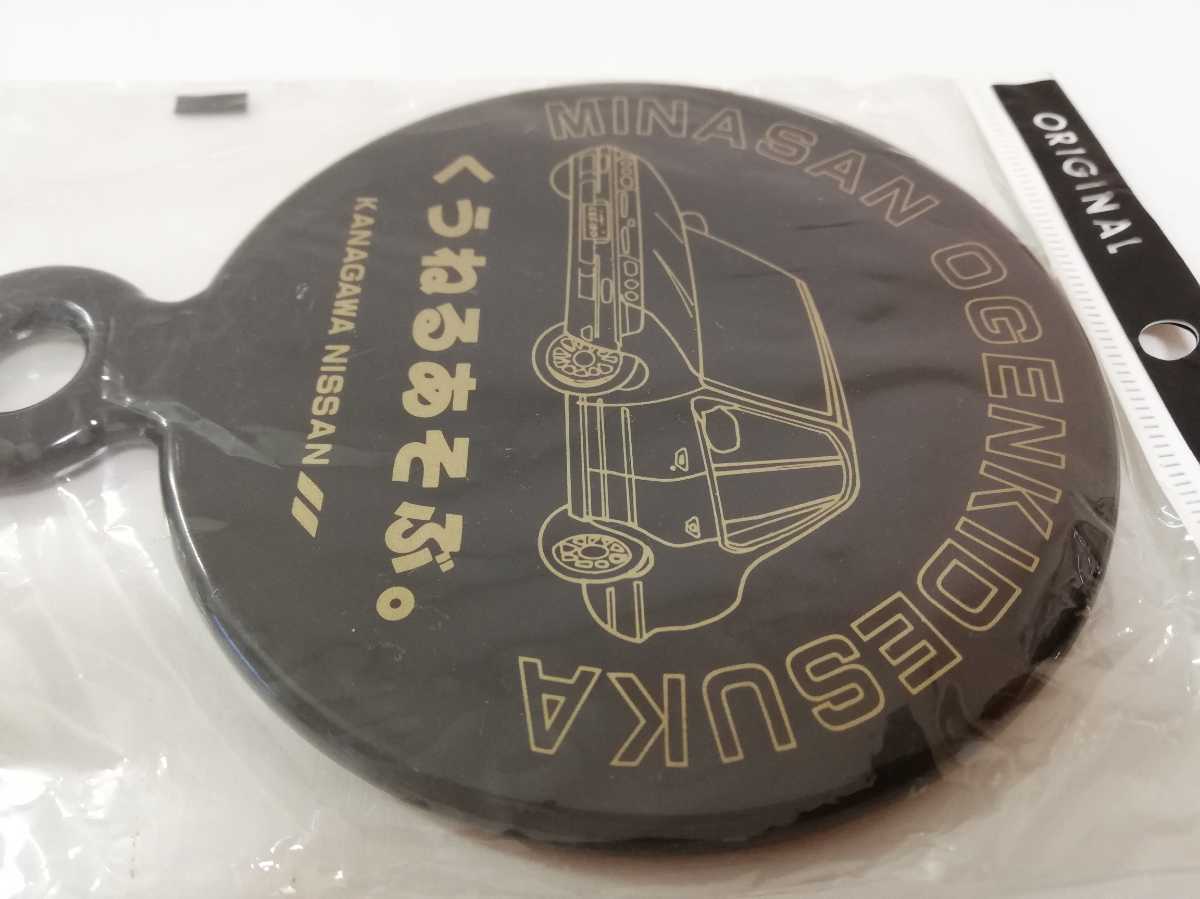 ORIGINAL
MINASAN OGENKIDESUKA
くうねるあそぶ。
KANAGAWA NISSAN